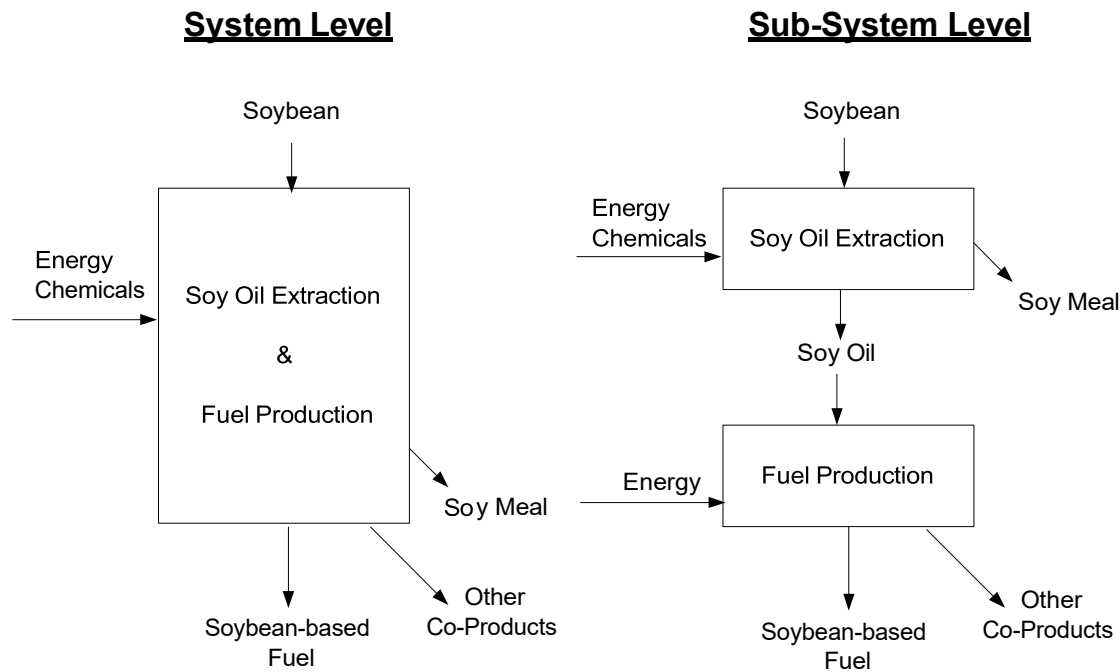 System Level
Soybean
Energy
Chemicals
Soy Oil Extraction
&
Fuel Production
Soy Meal
Soybean-based
Fuel
Other
Co-Products
Sub-System Level
Soybean
Energy
Chemicals
Soy Oil Extraction
Soy Meal
Soy Oil
Energy
Fuel Production
Soybean-based
Fuel
Other
Co-Products